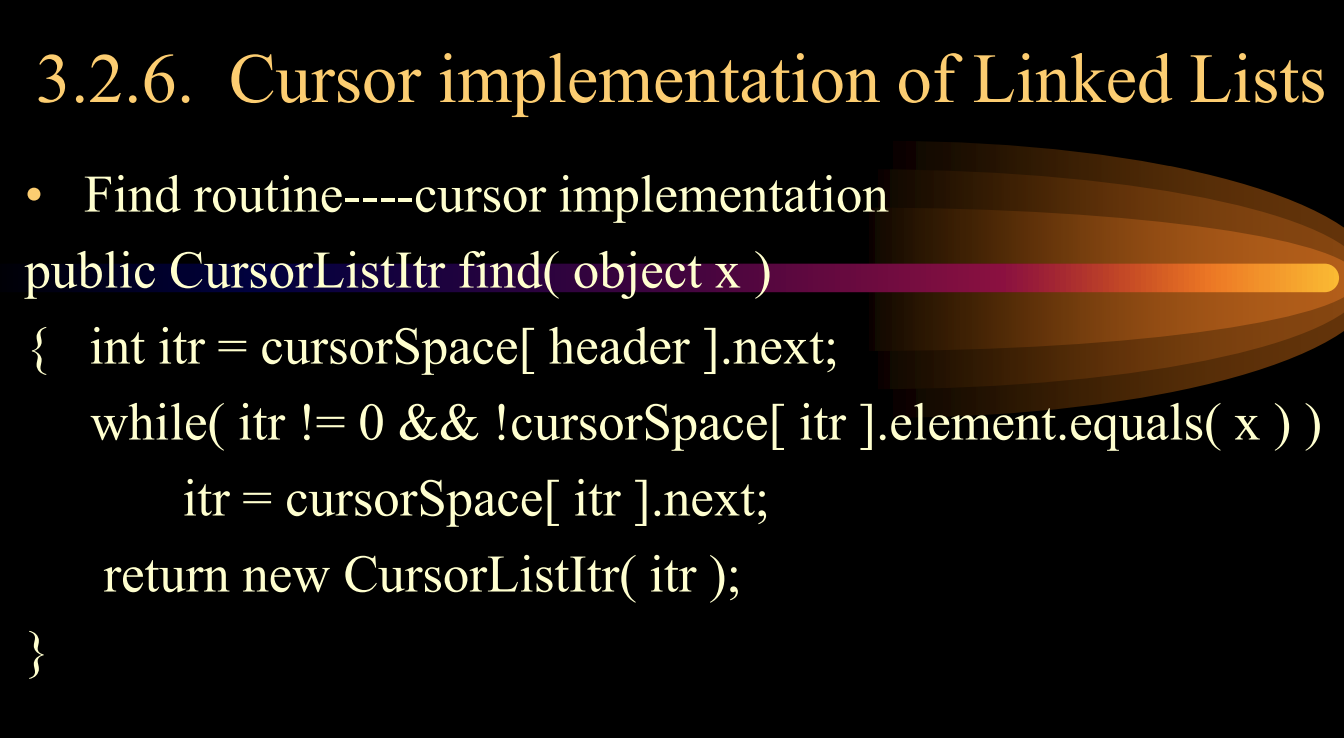 3.2.6. Cursor implementation of Linked Lists
• Find routine----cursor implementation
public CursorListItr find( object x )
{ int itr = cursorSpace[ header ].next;
while( itr != 0 && !cursorSpace[ itr ].element.equals( x ) )
itr = cursorSpace[ itr ].next;
return new CursorListItr( itr );
}